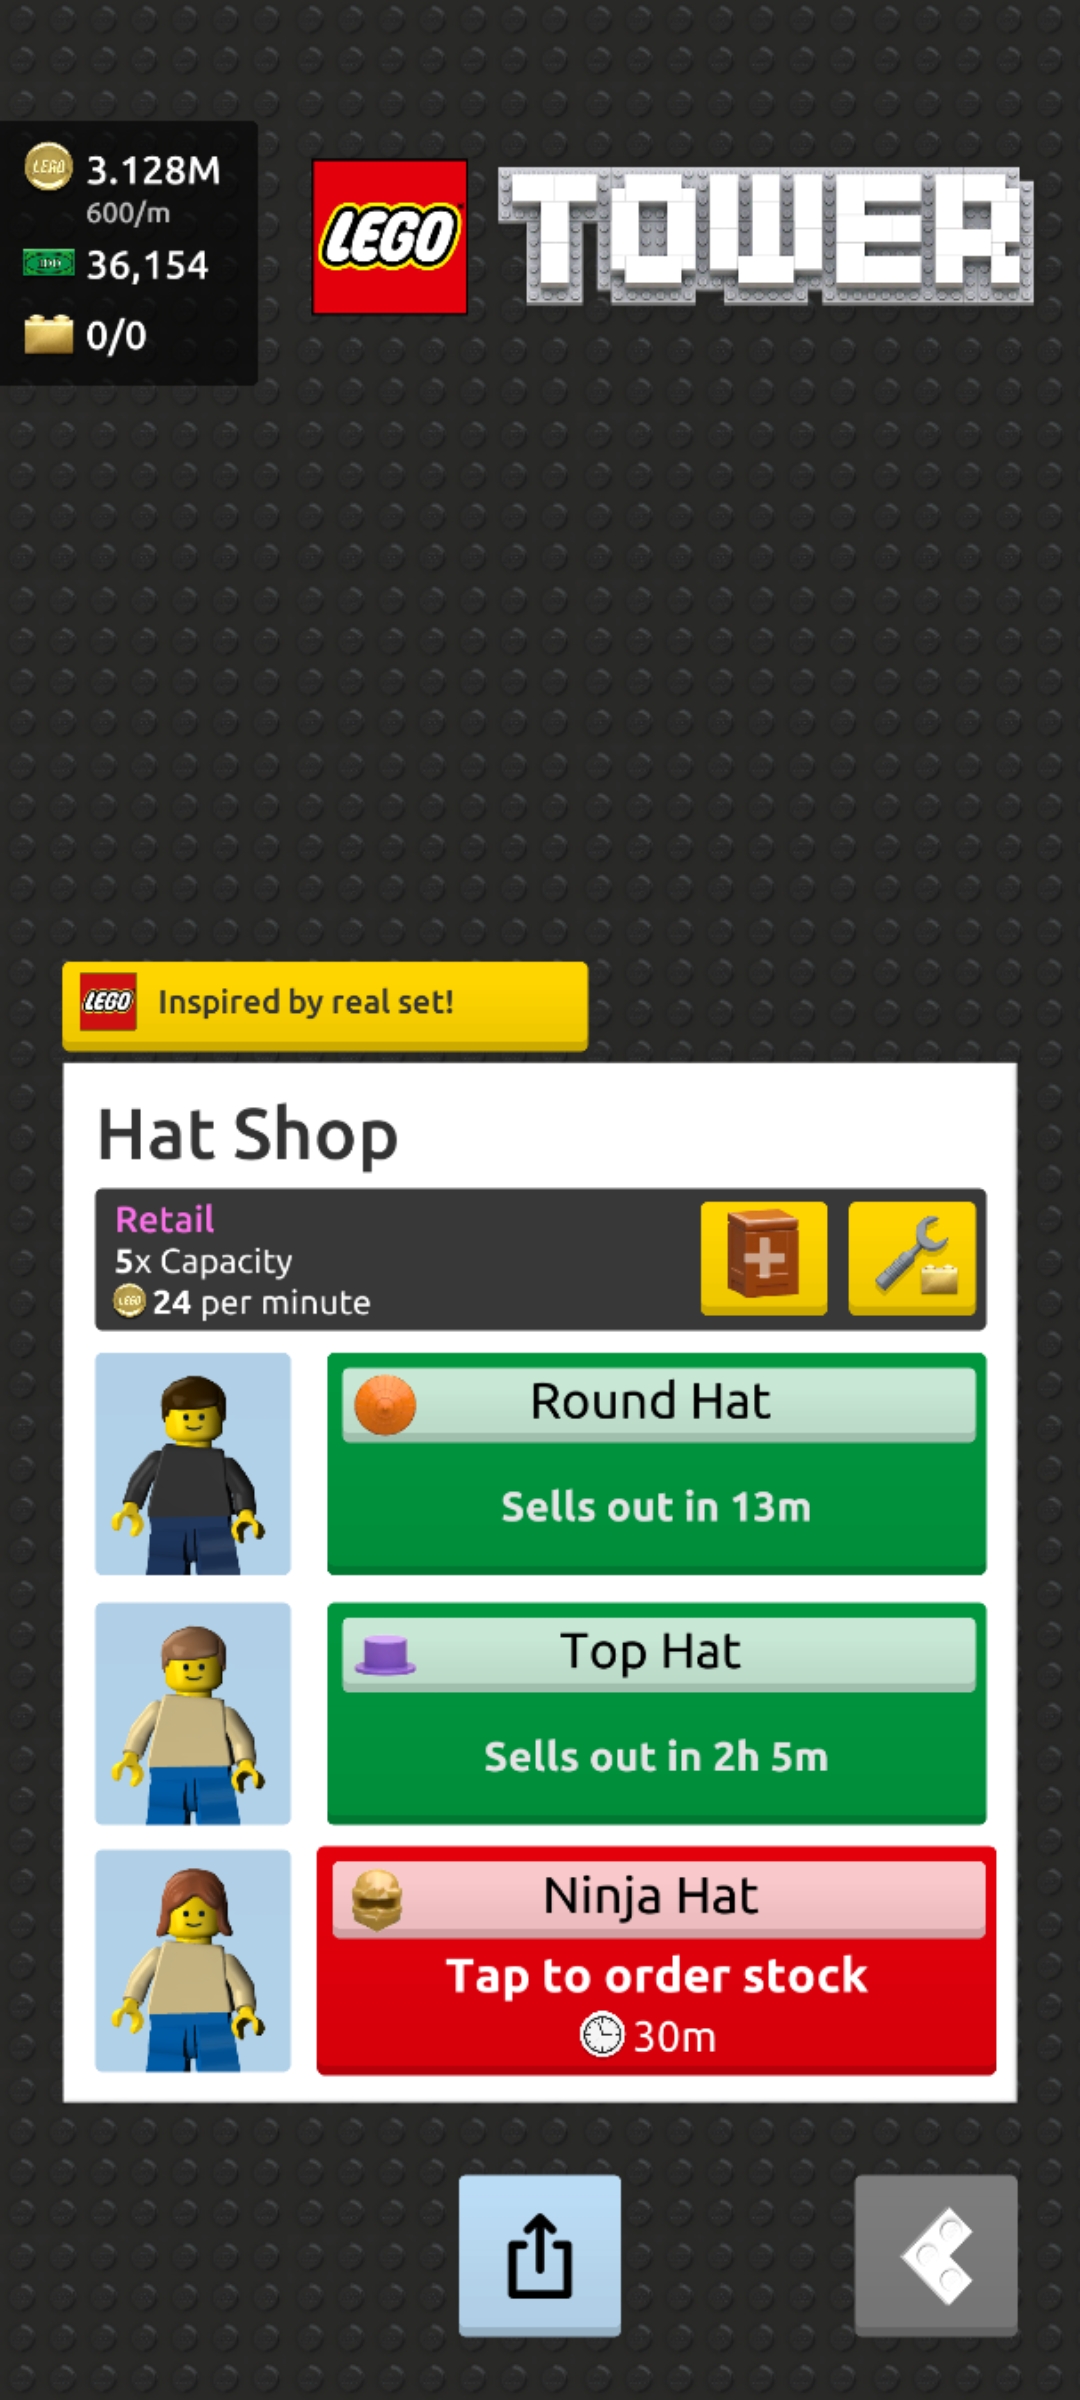 3.128M
600/m
36,154
0/0
LEGO TOWER
LEGO
Inspired by real set!
Hat Shop
Retail
5x Capacity
24 per minute
Round Hat
Sells out in 13m
Top Hat
Sells out in 2h 5m
Ninja Hat
Tap to order stock
30m